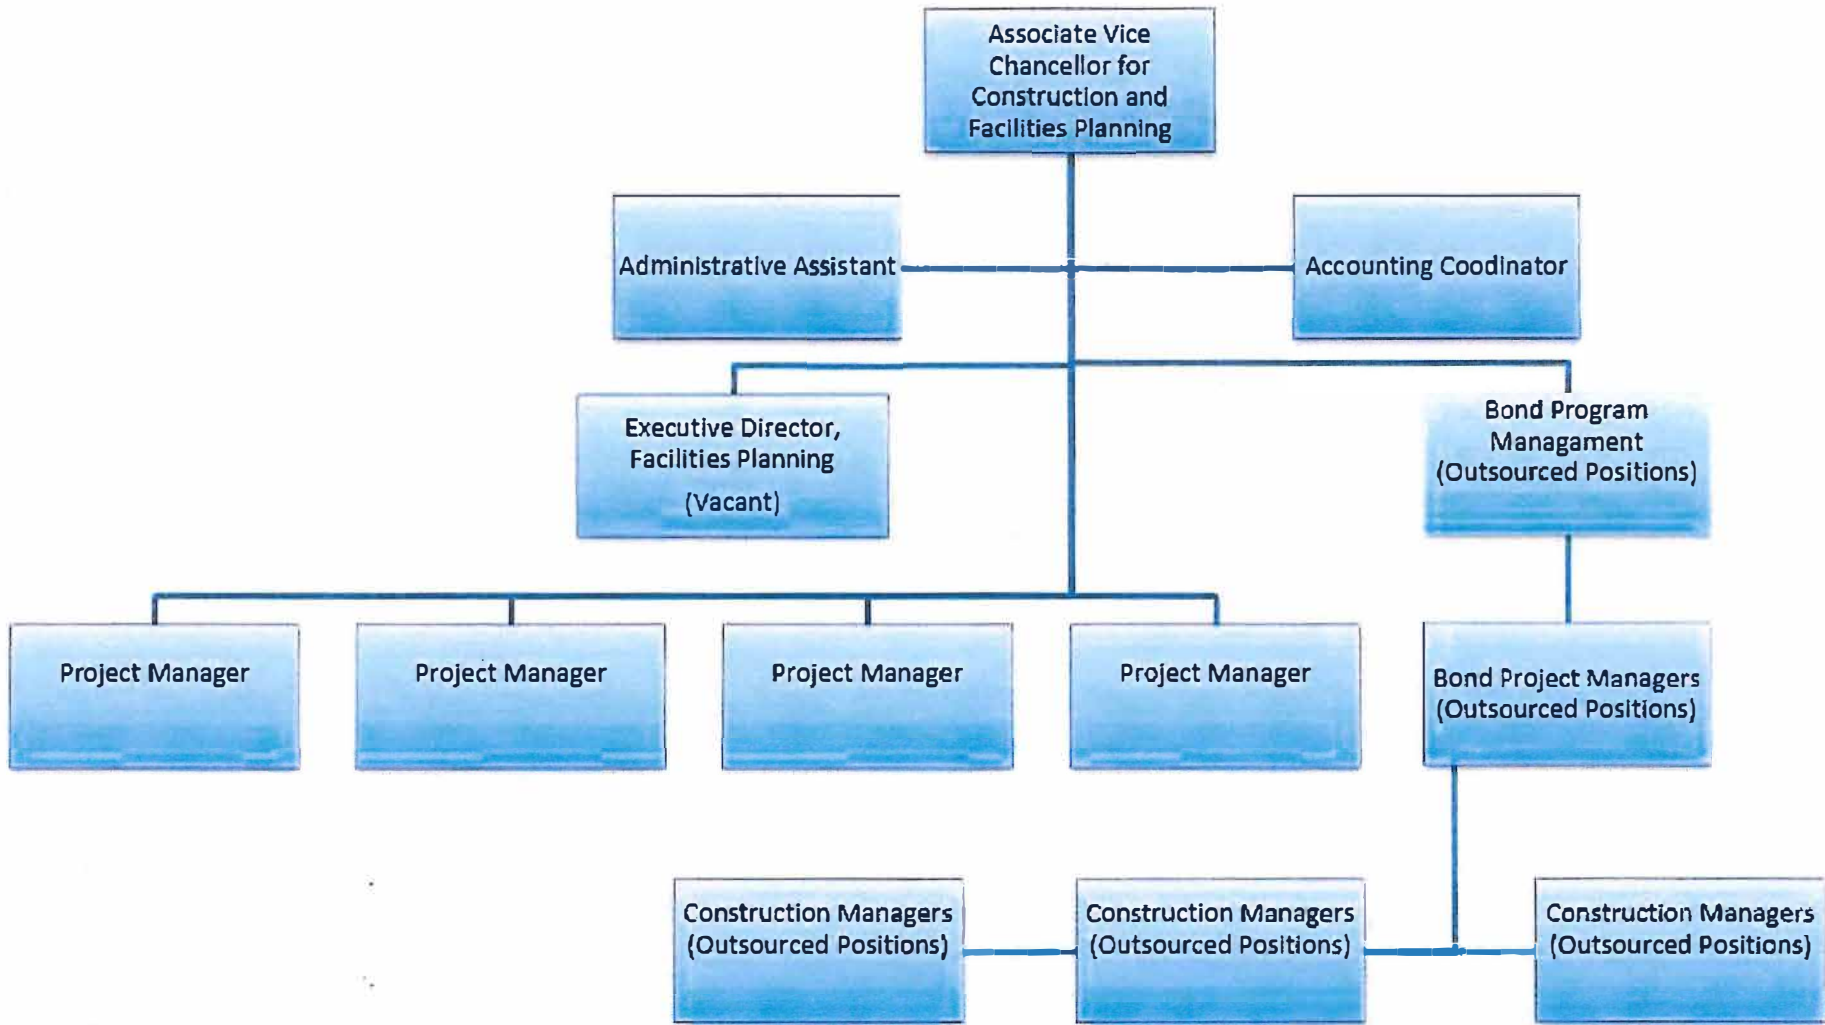 Associate Vice
Chancellor for
Construction and
Facilities Planning
Administrative Assistant
Accounting Coodinator
Executive Director,
Facilities Planning
(Vacant)
Bond Program
Managament
(Outsourced Positions)
Project Manager
Project Manager
Project Manager
Project Manager
Bond Project Managers
(Outsourced Positions)
Construction Managers
(Outsourced Positions)
Construction Managers
(Outsourced Positions)
Construction Managers
(Outsourced Positions)